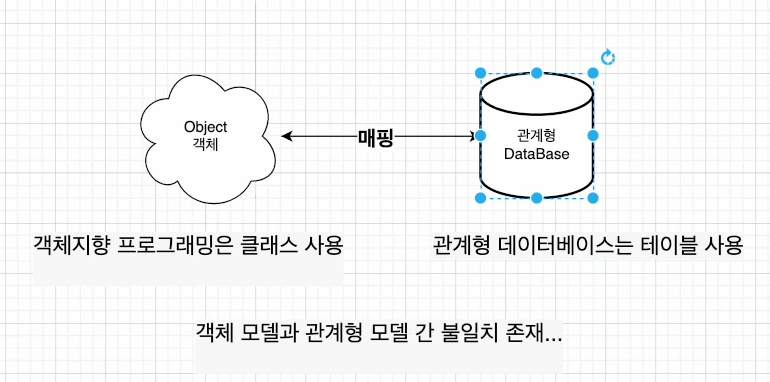 Object
객체
매핑
관계형
DataBase
객체지향 프로그래밍은 클래스 사용
관계형 데이터베이스는 테이블 사용
객체 모델과 관계형 모델 간 불일치 존재...